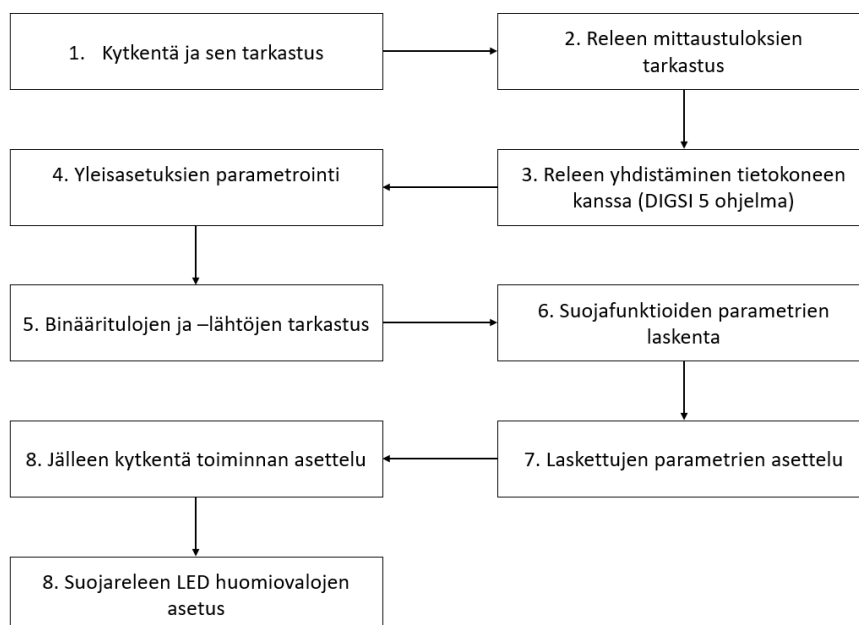 1. Kytkentä ja sen tarkastus
2. Releen mittaustuloksien
tarkastus
3. Releen yhdistäminen tietokoneen
kanssa (DIGSI 5 ohjelma)
4. Yleisasetuksien parametrointi
5. Binääritulojen ja –lähtöjen tarkastus
6. Suojafunktioiden parametrien
laskenta
7. Laskettujen parametrien asettelu
8. Jälleen kytkentä toiminnan asettelu
8. Suojareleen LED huomiovalojen
asetus